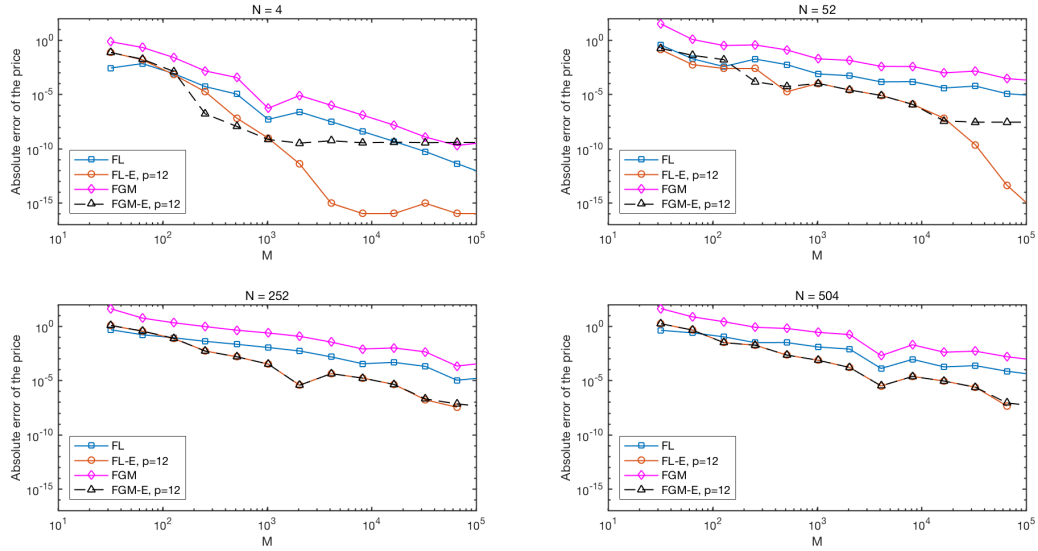 N = 4
Absolute error of the price
10^0
10^-5
10^-10
10^-15
FL
FL-E, p=12
FGM
FGM-E, p=12
10^1
10^2
10^3
10^4
10^5
M
N = 52
Absolute error of the price
10^0
10^-5
10^-10
10^-15
FL
FL-E, p=12
FGM
FGM-E, p=12
10^1
10^2
10^3
10^4
10^5
M
N = 252
Absolute error of the price
10^0
10^-5
10^-10
10^-15
FL
FL-E, p=12
FGM
FGM-E, p=12
10^1
10^2
10^3
10^4
10^5
M
N = 504
Absolute error of the price
10^0
10^-5
10^-10
10^-15
FL
FL-E, p=12
FGM
FGM-E, p=12
10^1
10^2
10^3
10^4
10^5
M